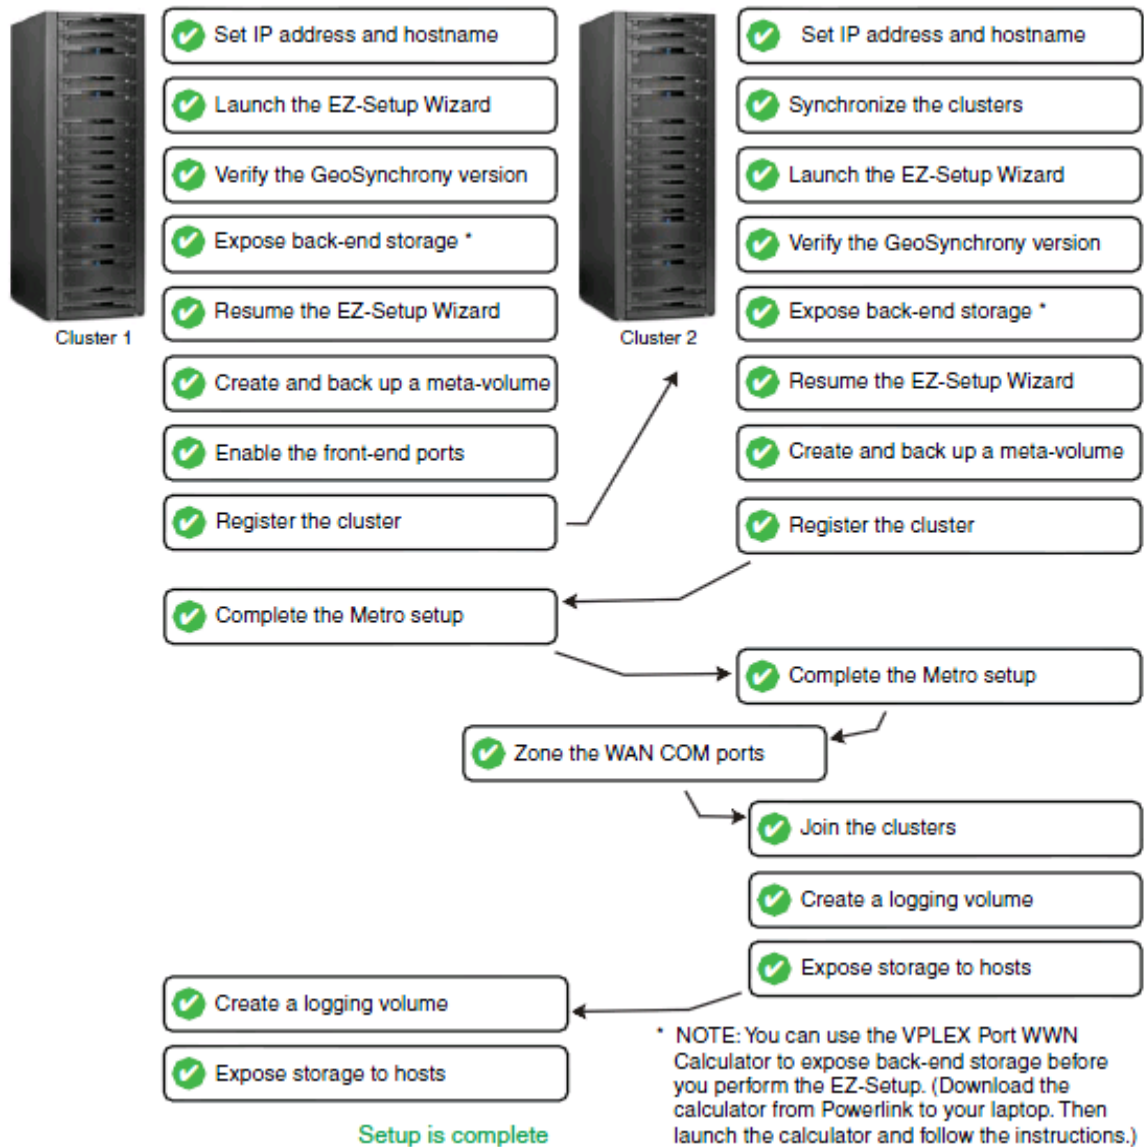 Set IP address and hostname
Launch the EZ-Setup Wizard
Verify the GeoSynchrony version
Expose back-end storage *
Resume the EZ-Setup Wizard
Cluster 1
Create and back up a meta-volume
Enable the front-end ports
Register the cluster
Set IP address and hostname
Synchronize the clusters
Launch the EZ-Setup Wizard
Verify the GeoSynchrony version
Expose back-end storage *
Cluster 2
Resume the EZ-Setup Wizard
Create and back up a meta-volume
Register the cluster
Complete the Metro setup
Complete the Metro setup
Zone the WAN COM ports
Join the clusters
Create a logging volume
Expose storage to hosts
Create a logging volume
Expose storage to hosts
* NOTE: You can use the VPLEX Port WWN
Calculator to expose back-end storage before
you perform the EZ-Setup. (Download the
calculator from Powerlink to your laptop. Then
launch the calculator and follow the instructions.)
Setup is complete